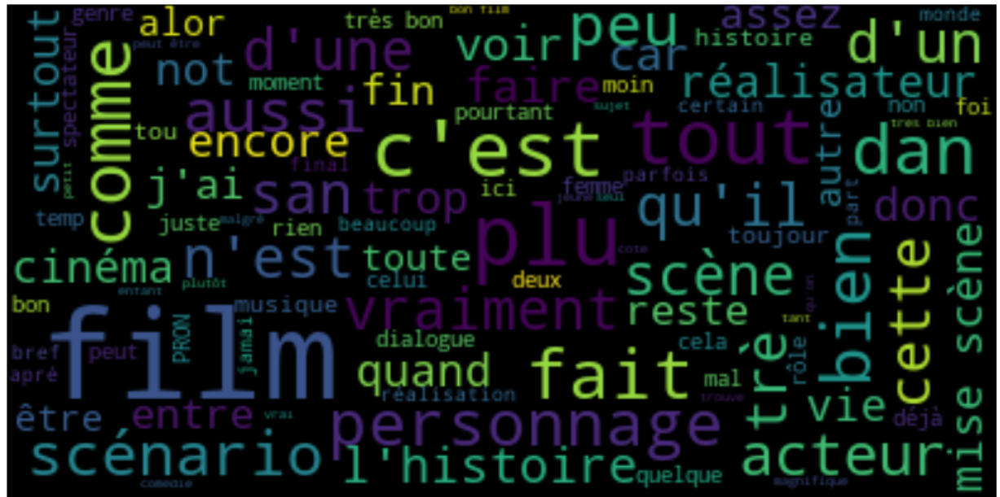 surtout
genre
spectateur
comme
alor
peut être
très bon
bon film
d'une
voir
peu
assez
monde
histoire
car
d'un
not
moment
fin
faire
moin
réalisateur
aussi
pourtant
sujet
certain
non
foi
très bien
tou
encore
final
c'est
tout
autre
dan
petit
j'ai
san
trop
ici
femme
parfois
jeune
seul
qu'il
part
donc
temp
juste
malgré
rien
beaucoup
plu
toujour
cote
cinéma
n'est
toute
plutôt
celui
deux
scène
bien
cette
mise scène
enfant
bon
musique
vraiment
reste
qu'on
tant
film
PRON
jamai
bref
peut
aprè
dialogue
cela
rôle
trè
quand
fait
mal
réalisation
trouve
être
entre
vrai
personnage
vie
déjà
scénario
l'histoire
quelque
acteur
comédie
magnifique